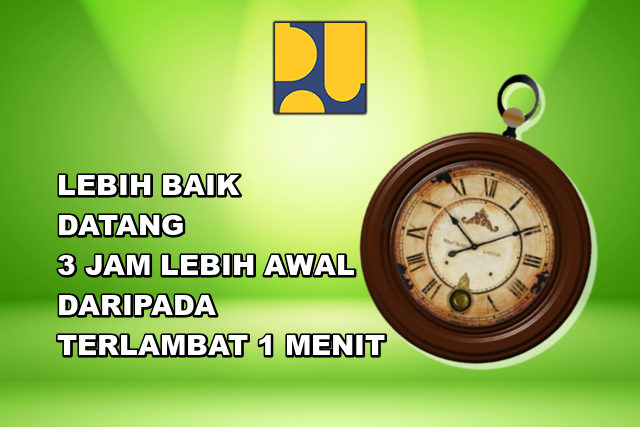 LEBIH BAIK
DATANG
3 JAM LEBIH AWAL
DARIPADA
TERLAMBAT 1 MENIT